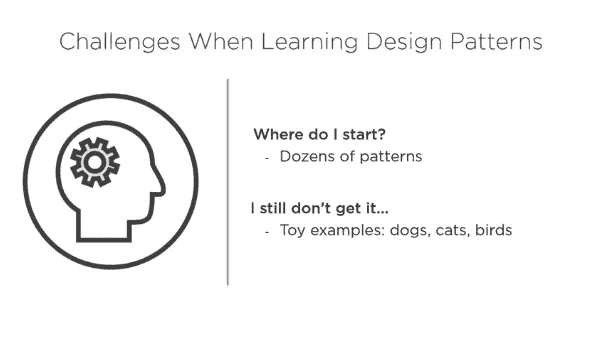 Challenges When Learning Design Patterns
Where do I start?
- Dozens of patterns
I still don't get it...
- Toy examples: dogs, cats, birds